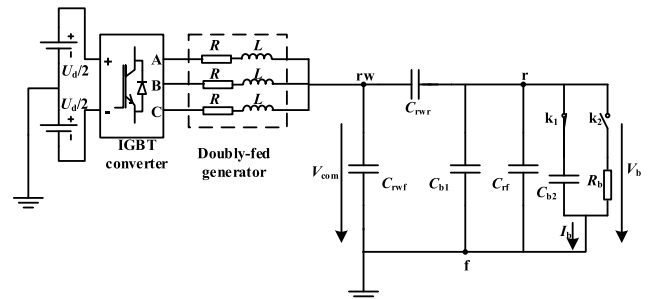 U_d/2
U_d/2
+
-
+
-
+
-
IGBT
converter
A
B
C
R
L
R
L
R
L
Doubly-fed
generator
rw
C_rwr
r
V_com
C_rwf
C_b1
C_rf
k_1
k_2
C_b2
R_b
V_b
I_b
f